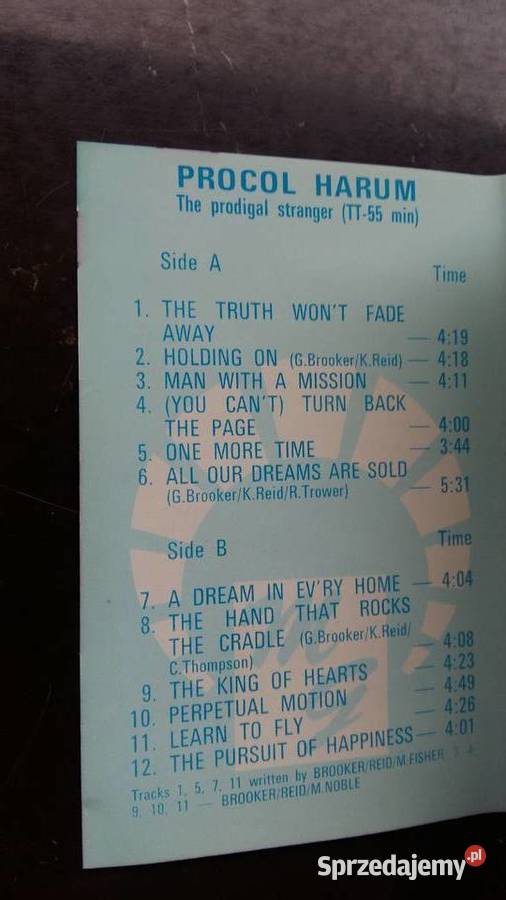 PROCOL HARUM
The prodigal stranger (TT-55 min)
Side A
Time
1. THE TRUTH WON'T FADE
AWAY — 4:19
2. HOLDING ON (G.Brooker/K.Reid) — 4:18
3. MAN WITH A MISSION — 4:11
4. (YOU CAN'T) TURN BACK
THE PAGE — 4:00
5. ONE MORE TIME — 3:44
6. ALL OUR DREAMS ARE SOLD
(G.Brooker/K.Reid/R.Trower) — 5:31
Side B
Time
7. A DREAM IN EV'RY HOME — 4:04
8. THE HAND THAT ROCKS
THE CRADLE (G.Brooker/K.Reid/
C.Thompson) — 4:08
9. THE KING OF HEARTS — 4:23
10. PERPETUAL MOTION — 4:49
11. LEARN TO FLY — 4:26
12. THE PURSUIT OF HAPPINESS — 4:01
Tracks 1, 5, 7, 11 written by BROOKER/REID/M.FISHER 3, 4,
9, 10, 11 — BROOKER/REID/M.NOBLE
Sprzedajemy.pl